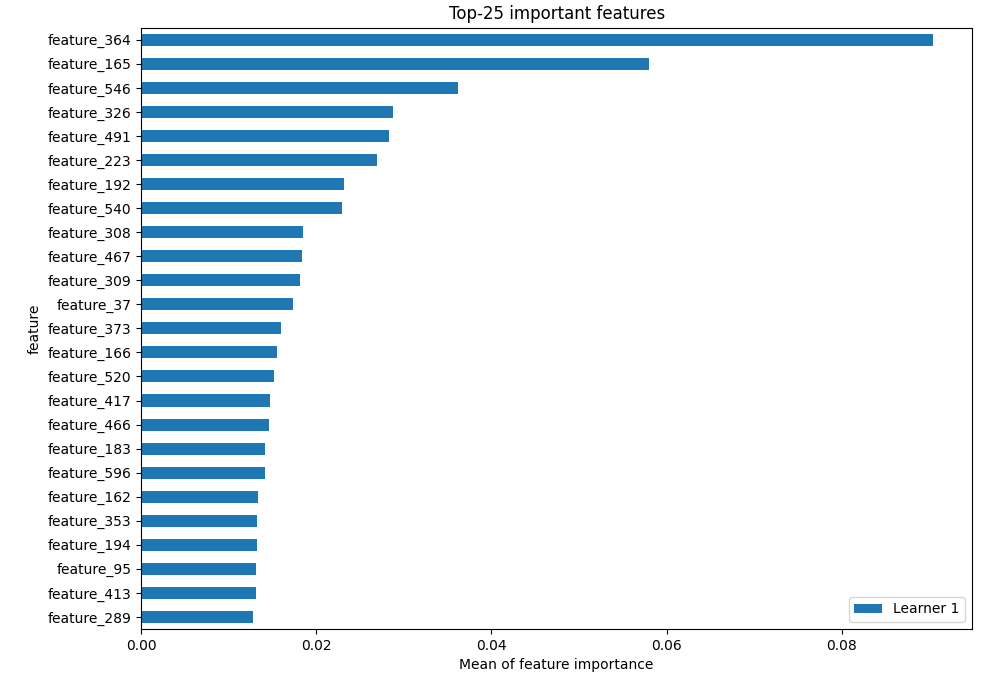 Top-25 important features
feature_364
feature_165
feature_546
feature_326
feature_491
feature_223
feature_192
feature_540
feature_308
feature_467
feature_309
feature_37
feature_373
feature_166
feature_520
feature_417
feature_466
feature_183
feature_596
feature_162
feature_353
feature_194
feature_95
feature_413
feature_289
feature
Learner 1
0.00 0.02 0.04 0.06 0.08
Mean of feature importance